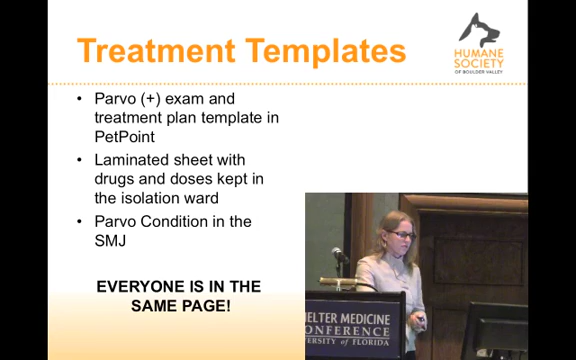 Treatment Templates
HUMANE
SOCIETY
OF BOULDER VALLEY
• Parvo (+) exam and
treatment plan template in
PetPoint
• Laminated sheet with
drugs and doses kept in
the isolation ward
• Parvo Condition in the
SMJ
EVERYONE IS IN THE
SAME PAGE!
SHELTER MEDICINE
CONFERENCE
UNIVERSITY OF FLORIDA